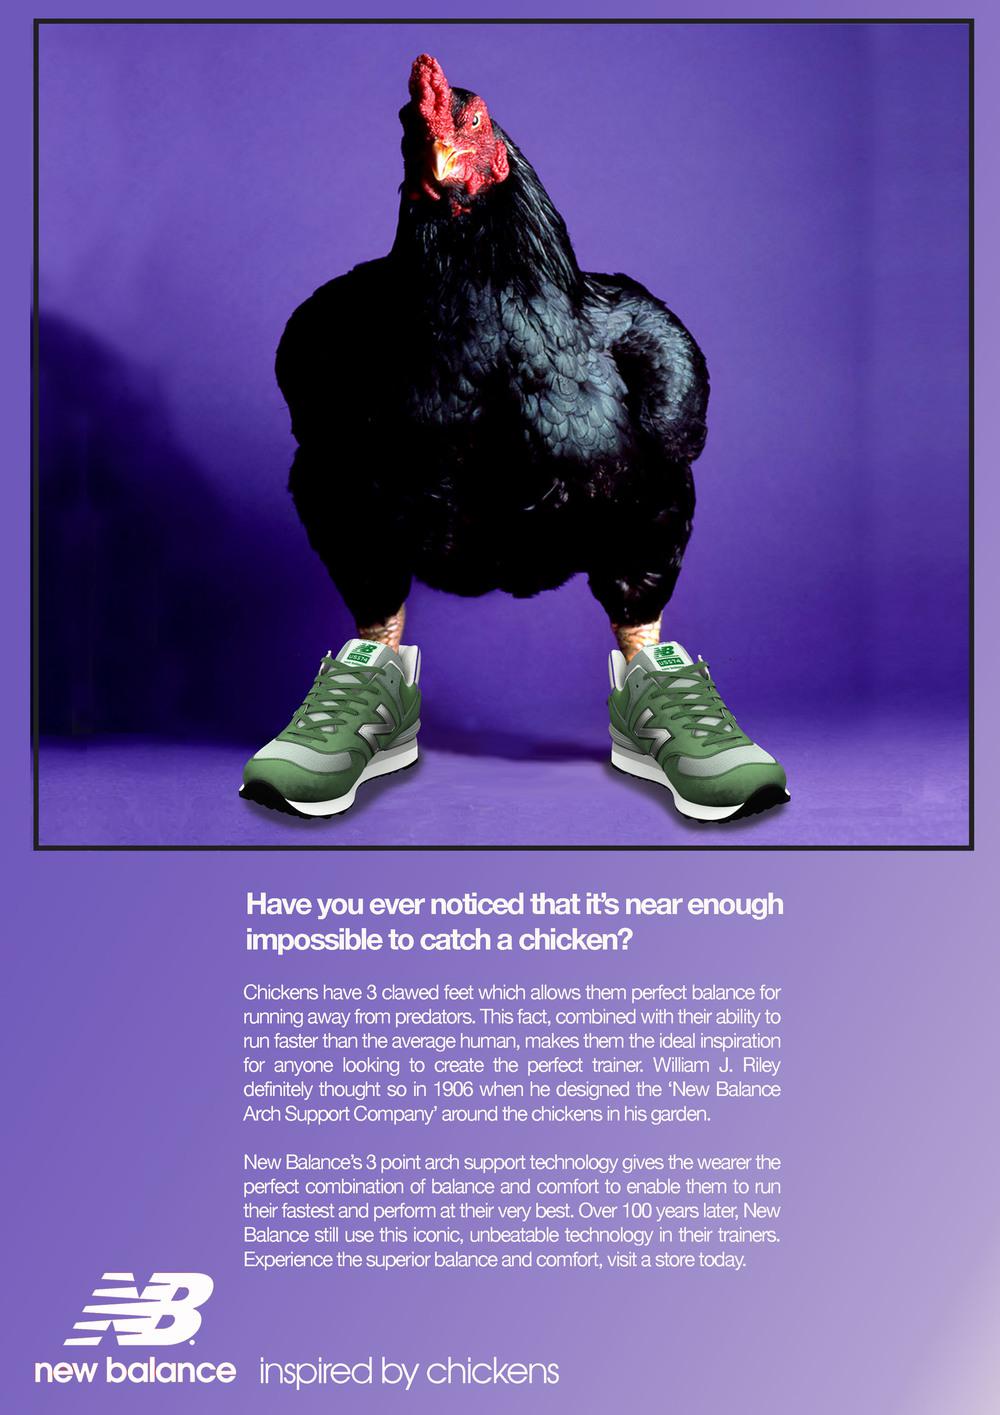 NB
US574
NB
US574
N
N
Have you ever noticed that it's near enough
impossible to catch a chicken?
Chickens have 3 clawed feet which allows them perfect balance for
running away from predators. This fact, combined with their ability to
run faster than the average human, makes them the ideal inspiration
for anyone looking to create the perfect trainer. William J. Riley
definitely thought so in 1906 when he designed the ‘New Balance
Arch Support Company’ around the chickens in his garden.
New Balance’s 3 point arch support technology gives the wearer the
perfect combination of balance and comfort to enable them to run
their fastest and perform at their very best. Over 100 years later, New
Balance still use this iconic, unbeatable technology in their trainers.
Experience the superior balance and comfort, visit a store today.
NB
new balance inspired by chickens